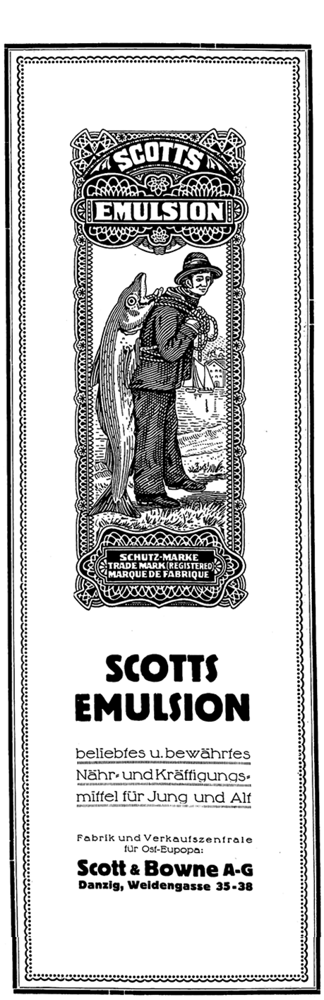 SCOTTS
EMULSION
SCHUTZ-MARKE
TRADE MARK (REGISTERED)
MARQUE DE FABRIQUE
SCOTTS
EMULSION
beliebtes u. bewährtes
Nähr- und Kräftigungs-
mittel für Jung und Alt
Fabrik und Verkaufszentrale
für Ost-Eupopa:
Scott & Bowne A-G
Danzig, Weidengasse 35-38